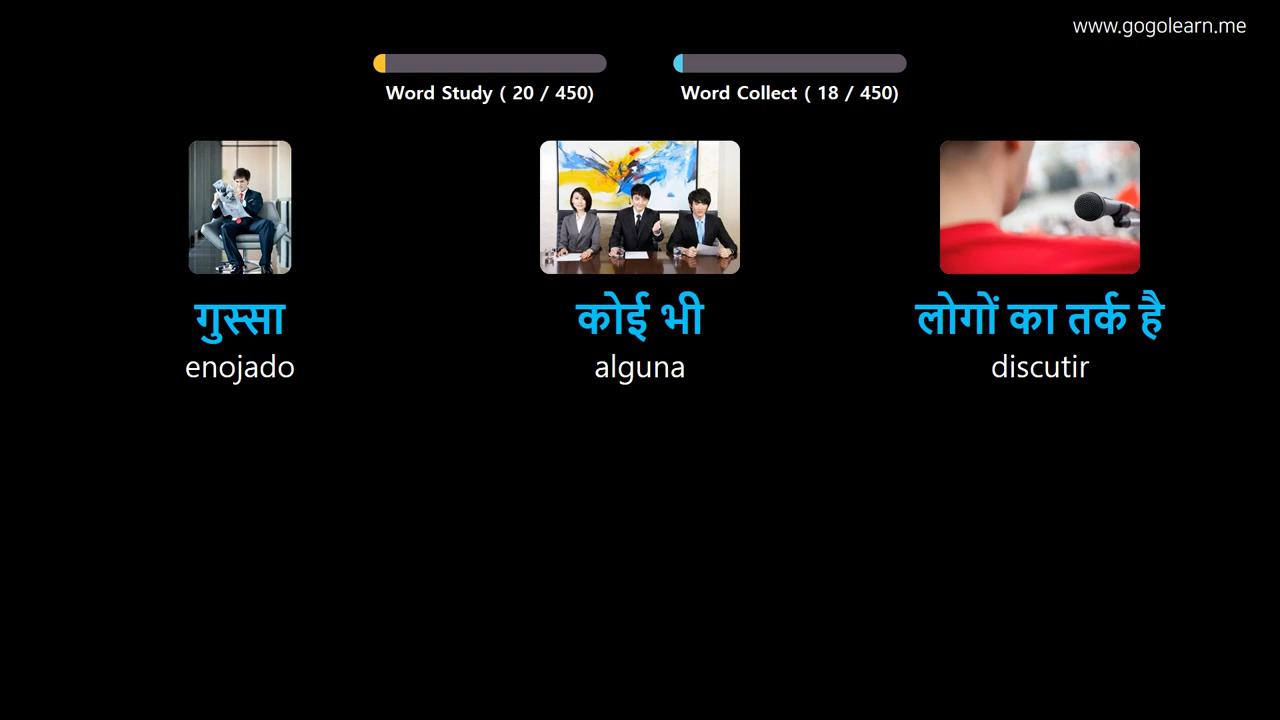 www.gogolearn.me
Word Study ( 20 / 450)
Word Collect ( 18 / 450)
गुस्सा
कोई भी
लोगों का तर्क है
enojado
alguna
discutir